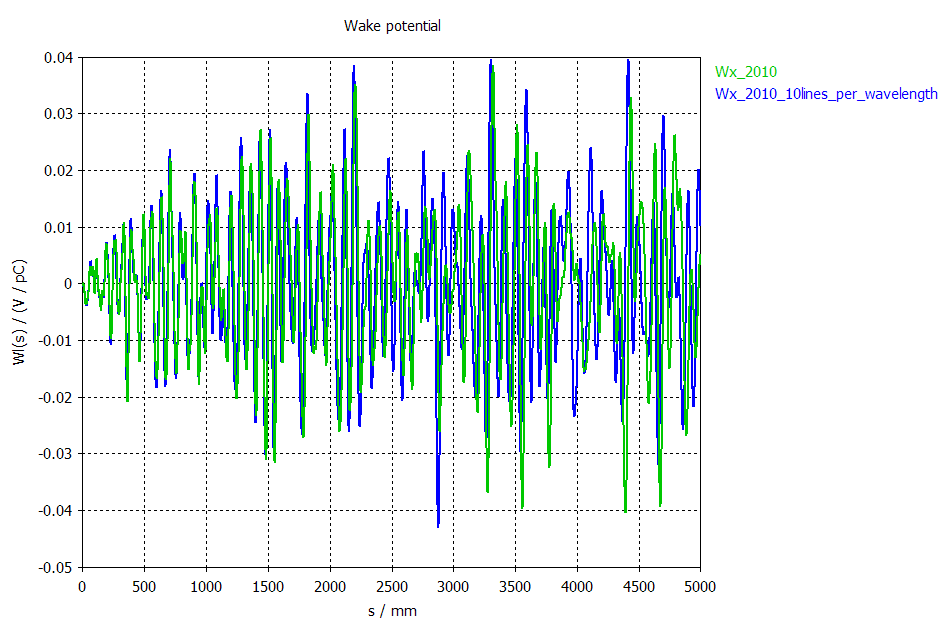 Wake potential
Wx_2010
Wx_2010_10lines_per_wavelength
0.04
0.03
0.02
0.01
0
-0.01
-0.02
-0.03
-0.04
-0.05
Wl(s) / (V / pC)
0 500 1000 1500 2000 2500 3000 3500 4000 4500 5000
s / mm